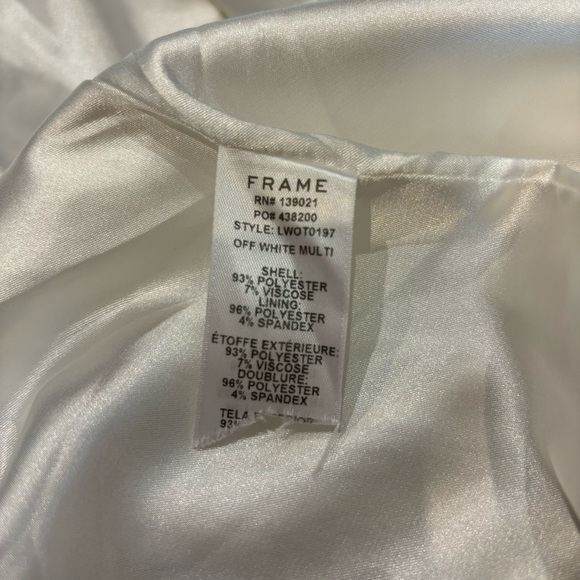 FRAME
RN# 139021
PO# 438200
STYLE: LWOT0197
OFF WHITE MULTI
SHELL:
93% POLYESTER
7% VISCOSE
LINING:
96% POLYESTER
4% SPANDEX
ÉTOFFE EXTÉRIEURE:
93% POLYESTER
7% VISCOSE
DOUBLURE:
96% POLYESTER
4% SPANDEX
TELA
93%